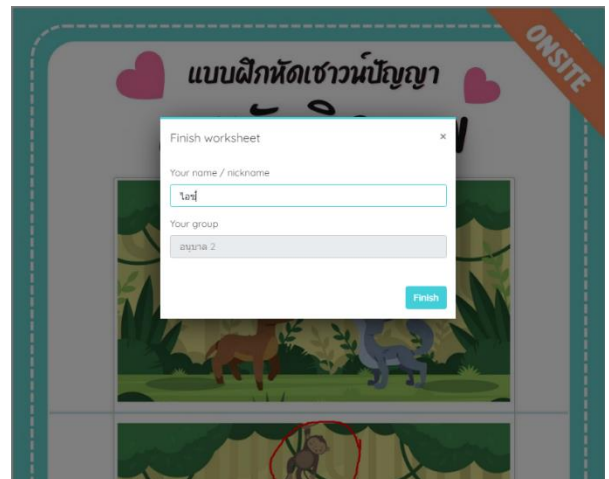 ONSITE
แบบฝึกหัดเชาวน์ปัญญา
Finish worksheet
×
Your name / nickname
ไอซ์
Your group
อนุบาล 2
Finish